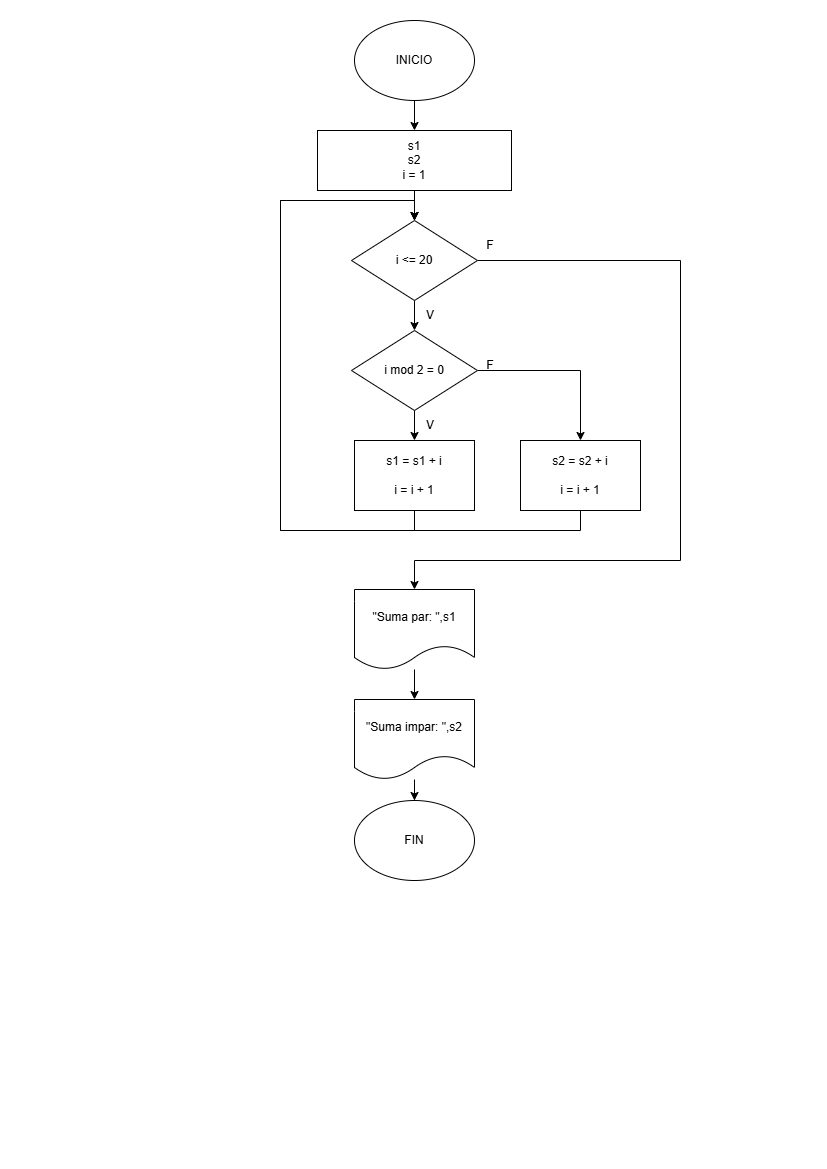 INICIO
s1
s2
i = 1
i <= 20
F
V
i mod 2 = 0
F
V
s1 = s1 + i
i = i + 1
s2 = s2 + i
i = i + 1
"Suma par: ",s1
"Suma impar: ",s2
FIN